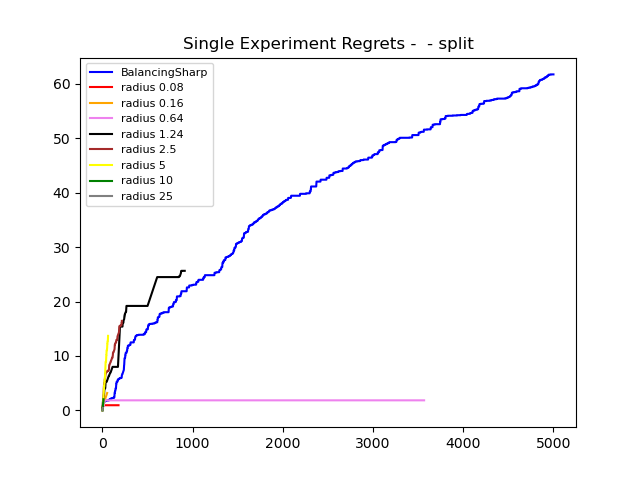 Single Experiment Regrets -  - split
BalancingSharp
radius 0.08
radius 0.16
radius 0.64
radius 1.24
radius 2.5
radius 5
radius 10
radius 25
60
50
40
30
20
10
0
0 1000 2000 3000 4000 5000